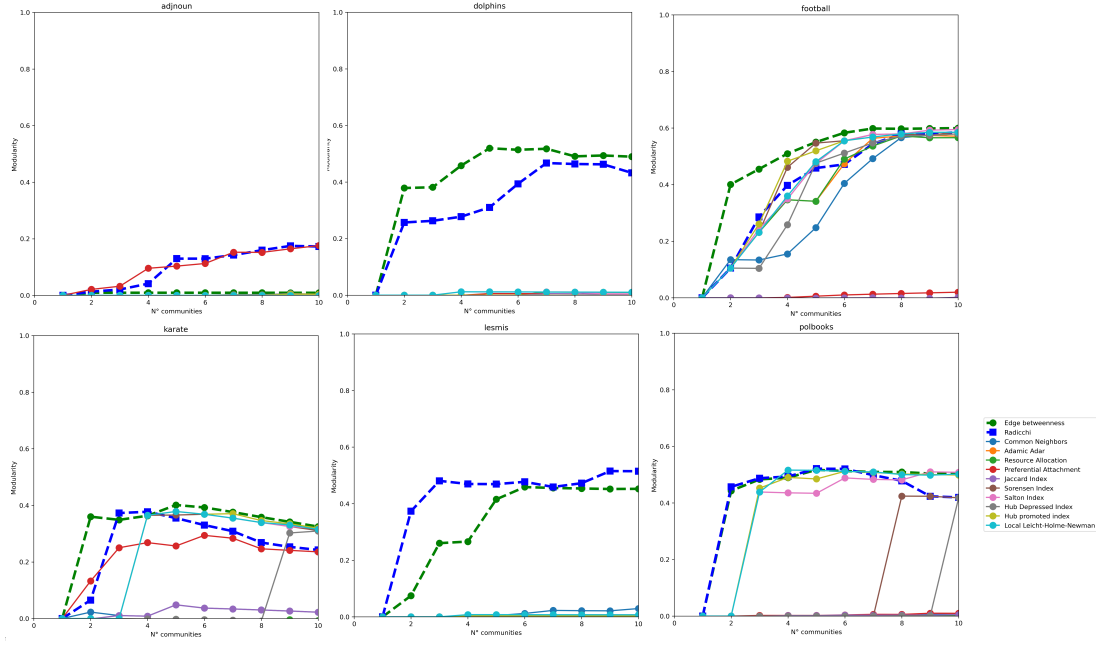 adjnoun
1.0
0.8
0.6
0.4
0.2
0.0
0
2
4
6
8
10
Modularity
N° communities
dolphins
1.0
0.8
0.6
0.4
0.2
0.0
0
2
4
6
8
10
N° communities
football
1.0
0.8
0.6
0.4
0.2
0.0
0
2
4
6
8
10
Modularity
N° communities
karate
1.0
0.8
0.6
0.4
0.2
0.0
0
2
4
6
8
10
Modularity
N° communities
lesmis
1.0
0.8
0.6
0.4
0.2
0.0
0
2
4
6
8
10
Modularity
N° communities
polbooks
1.0
0.8
0.6
0.4
0.2
0.0
0
2
4
6
8
10
Modularity
N° communities
Edge betweenness
Radicchi
Common Neighbors
Adamic Adar
Resource Allocation
Preferential Attachment
Jaccard Index
Sorensen Index
Salton Index
Hub Depressed Index
Hub promoted index
Local Leicht-Holme-Newman